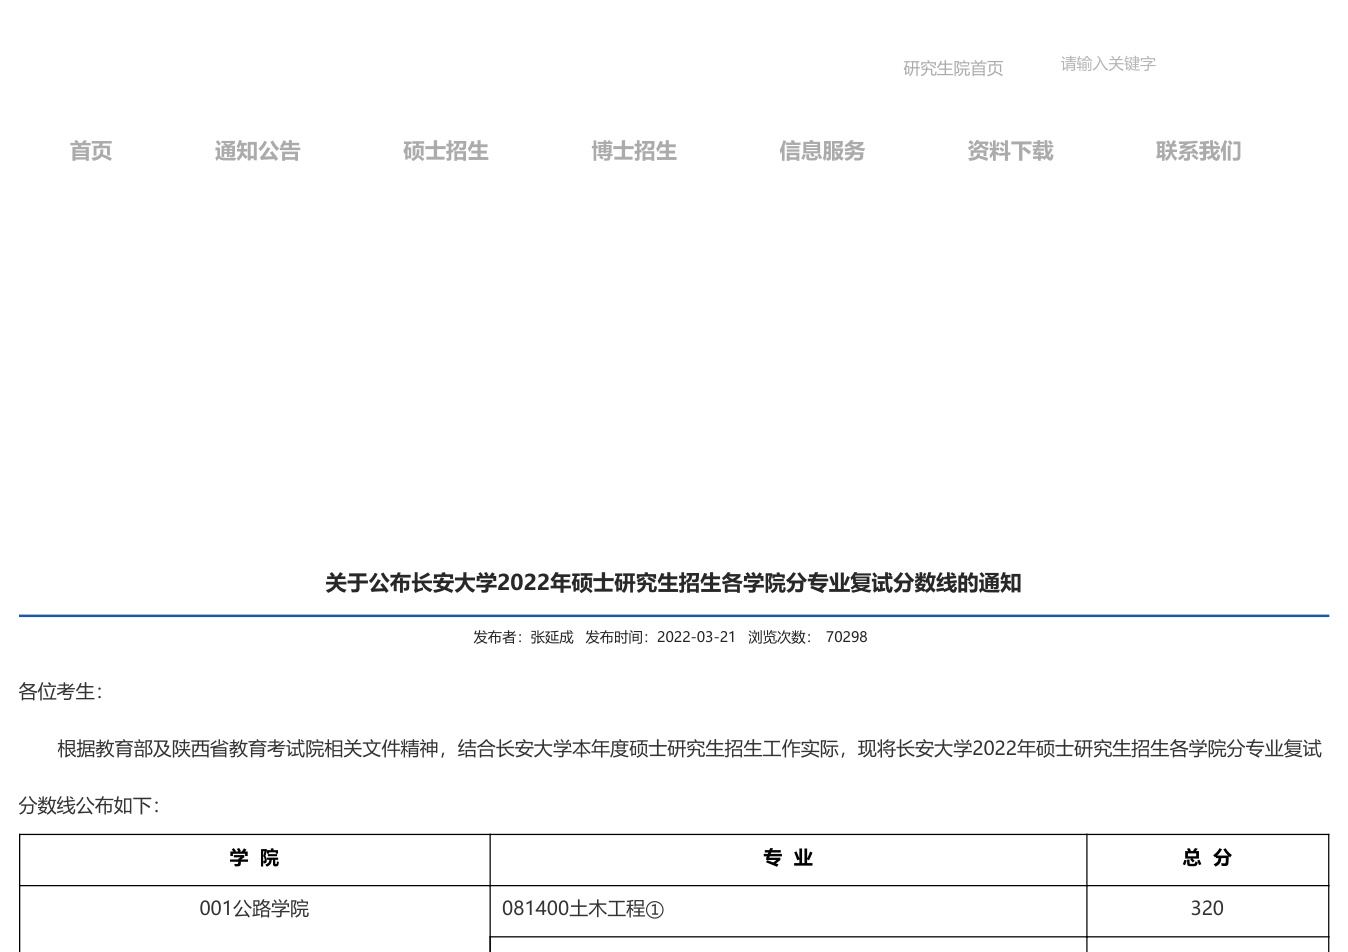 研究生院首页 请输入关键字
首页 通知公告 硕士招生 博士招生 信息服务 资料下载 联系我们
关于公布长安大学2022年硕士研究生招生各学院分专业复试分数线的通知
发布者：张延成 发布时间：2022-03-21 浏览次数： 70298
各位考生：
根据教育部及陕西省教育考试院相关文件精神，结合长安大学本年度硕士研究生招生工作实际，现将长安大学2022年硕士研究生招生各学院分专业复试
分数线公布如下：
学 院 专 业 总 分
001公路学院 081400土木工程① 320